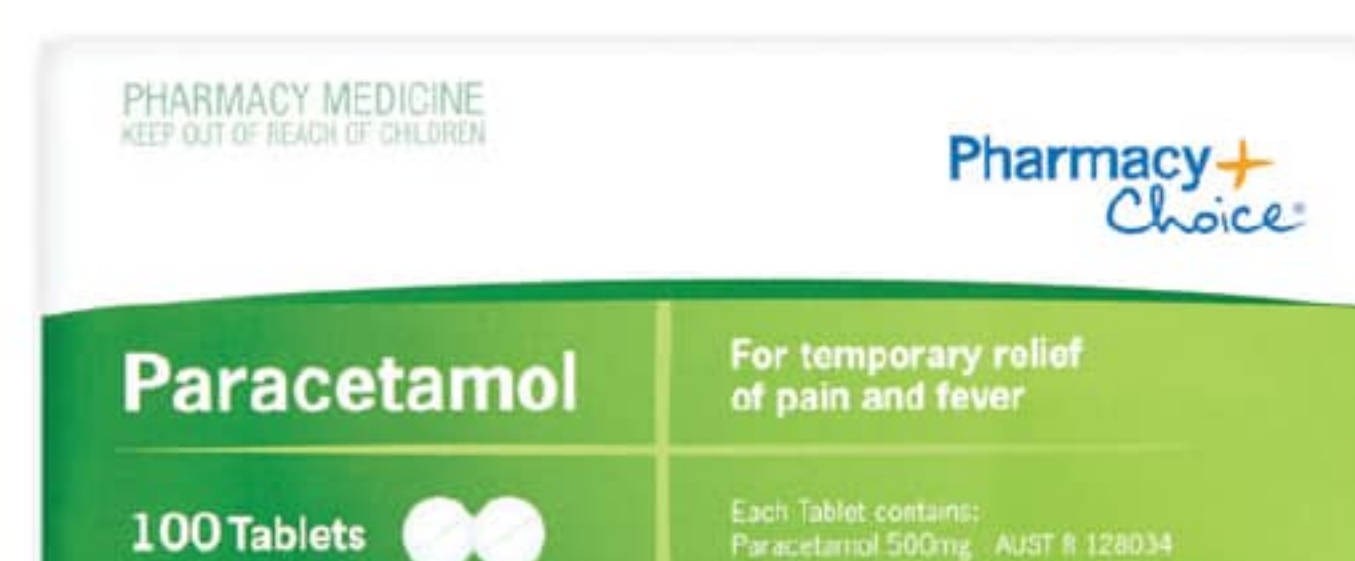 PHARMACY MEDICINE
KEEP OUT OF REACH OF CHILDREN
Pharmacy+
Choice®
Paracetamol
For temporary relief
of pain and fever
100 Tablets
Each Tablet contains:
Paracetamol 500mg AUST R 128034